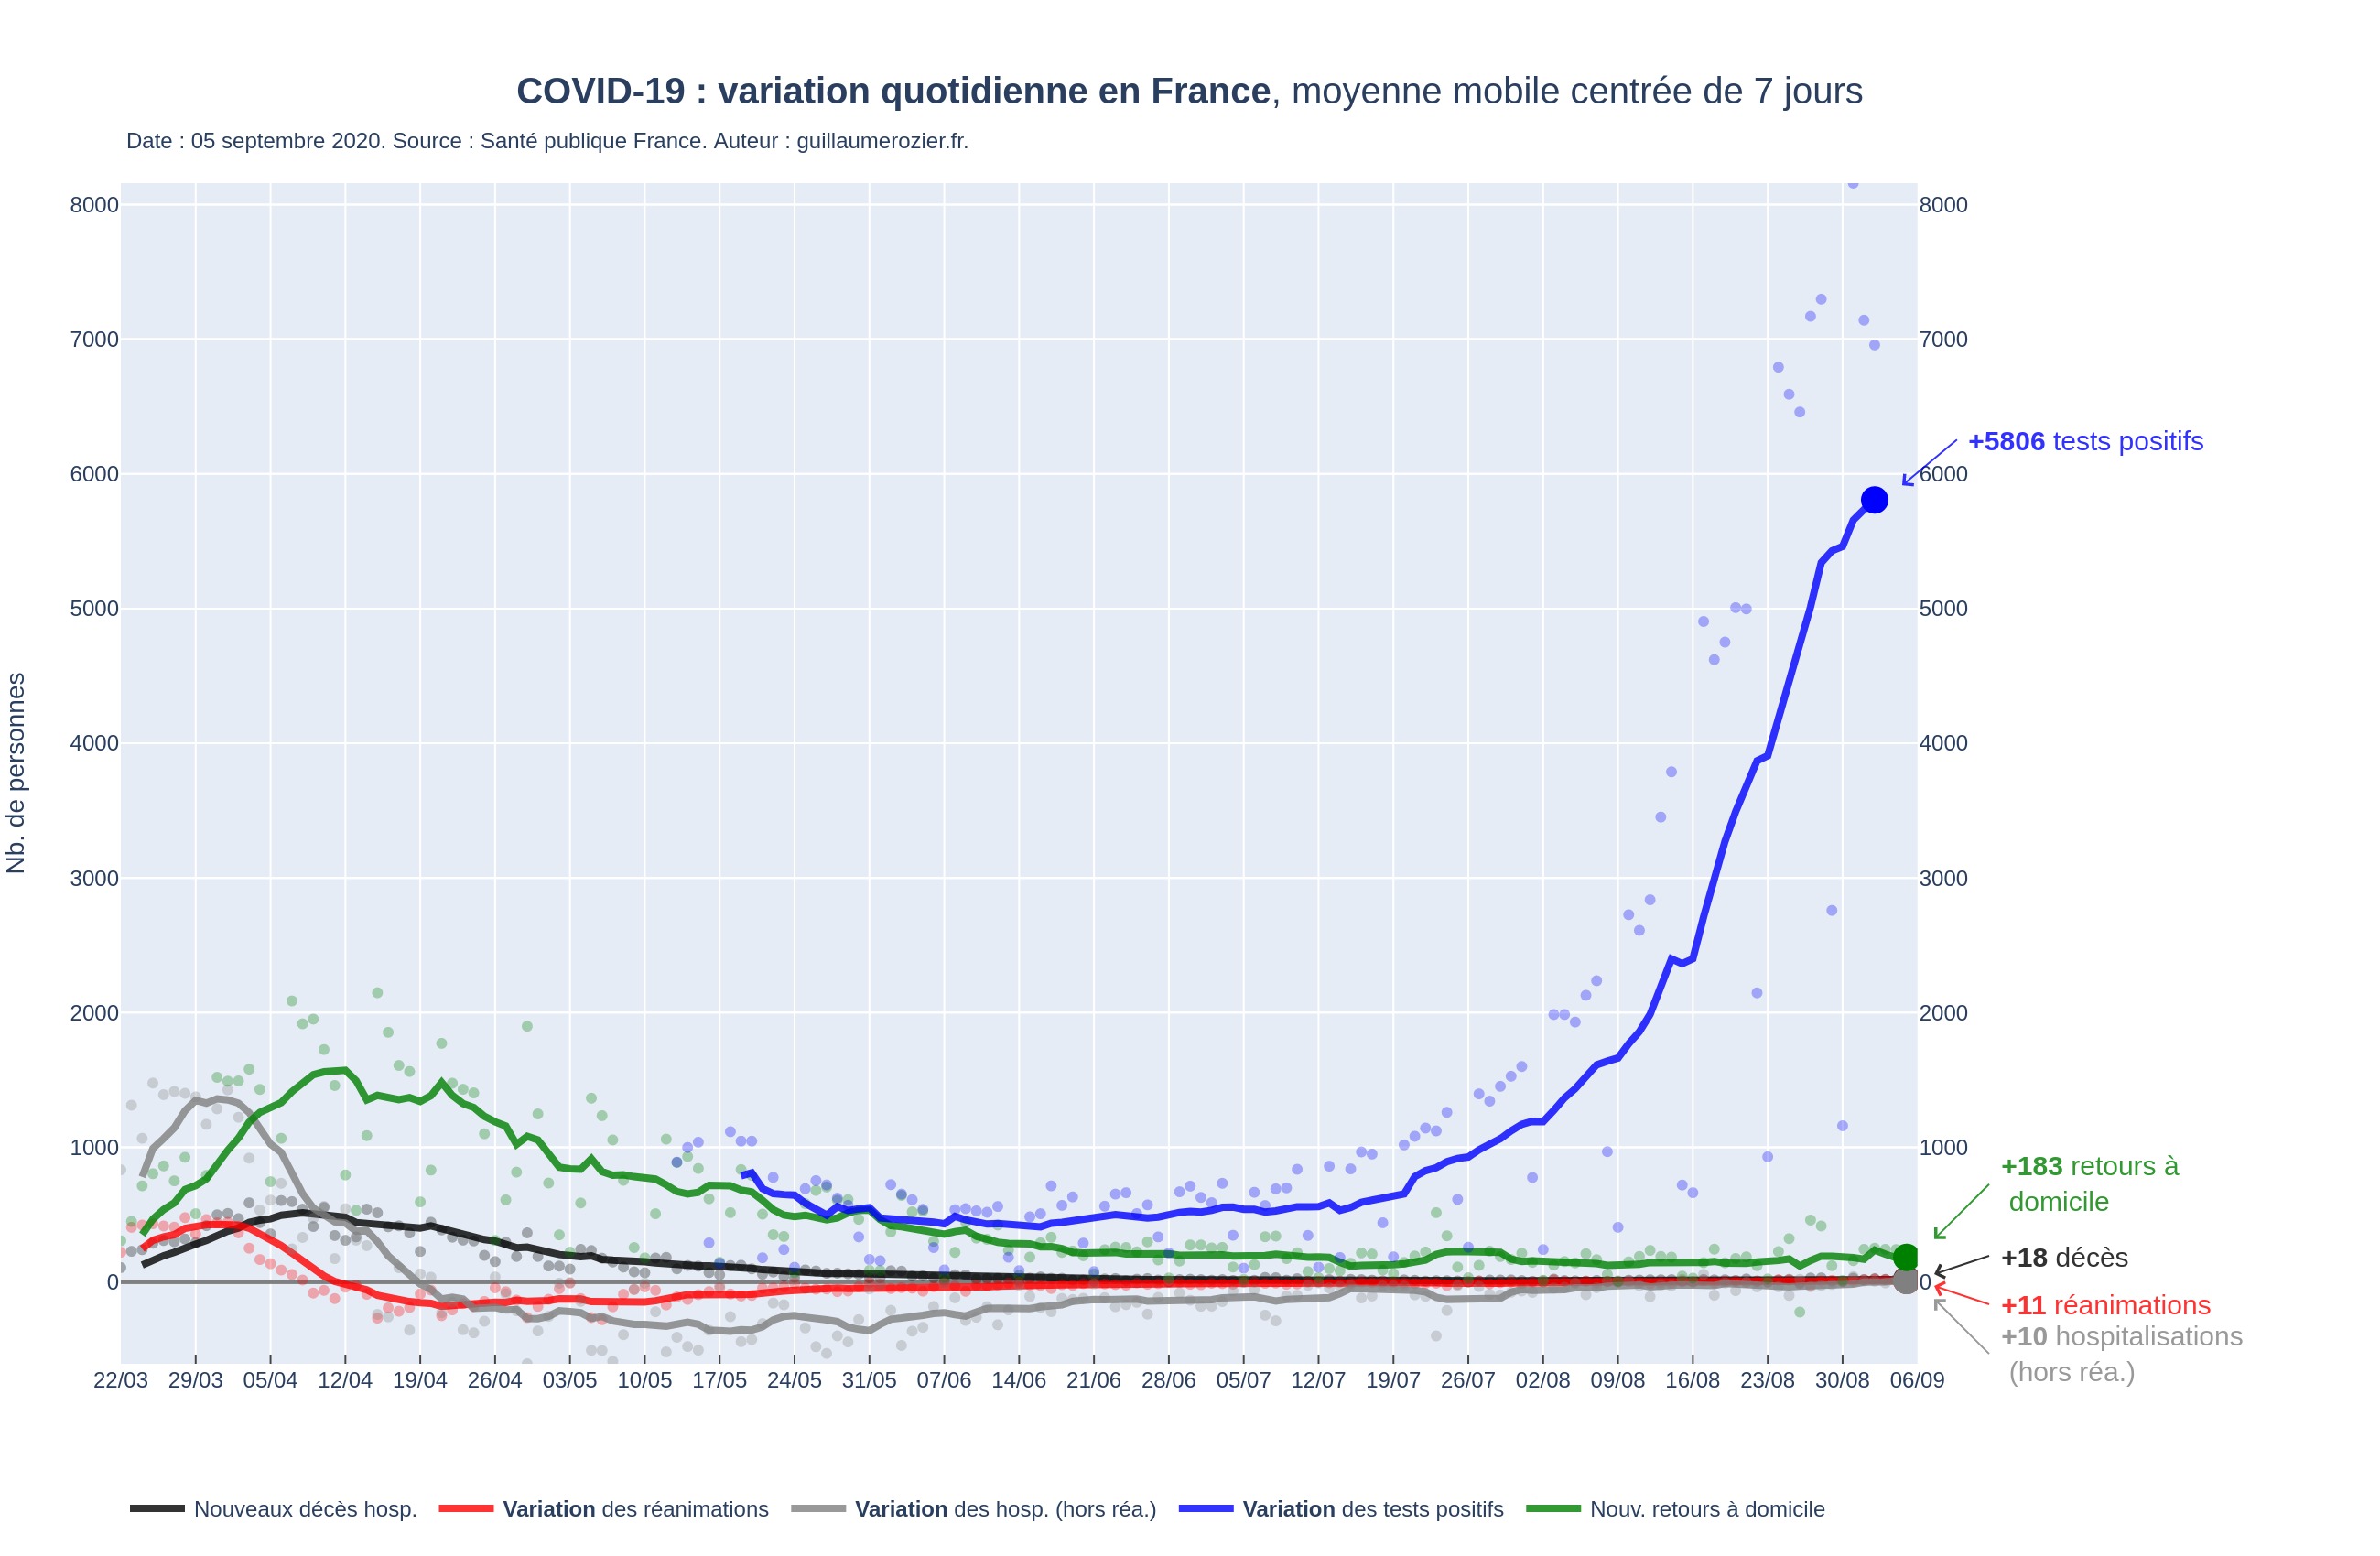 COVID-19 : variation quotidienne en France, moyenne mobile centrée de 7 jours
Date : 05 septembre 2020. Source : Santé publique France. Auteur : guillaumerozier.fr.
Nb. de personnes
8000
7000
6000
5000
4000
3000
2000
1000
0
8000
7000
6000
5000
4000
3000
2000
1000
0
+5806 tests positifs
+183 retours à
domicile
+18 décès
+11 réanimations
+10 hospitalisations
(hors réa.)
22/03 29/03 05/04 12/04 19/04 26/04 03/05 10/05 17/05 24/05 31/05 07/06 14/06 21/06 28/06 05/07 12/07 19/07 26/07 02/08 09/08 16/08 23/08 30/08 06/09
Nouveaux décès hosp. Variation des réanimations Variation des hosp. (hors réa.) Variation des tests positifs Nouv. retours à domicile